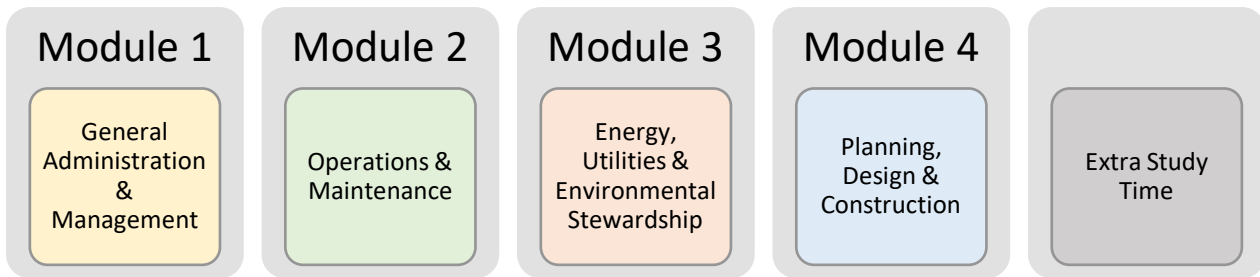 Module 1
General
Administration
&
Management
Module 2
Operations &
Maintenance
Module 3
Energy,
Utilities &
Environmental
Stewardship
Module 4
Planning,
Design &
Construction
Extra Study
Time